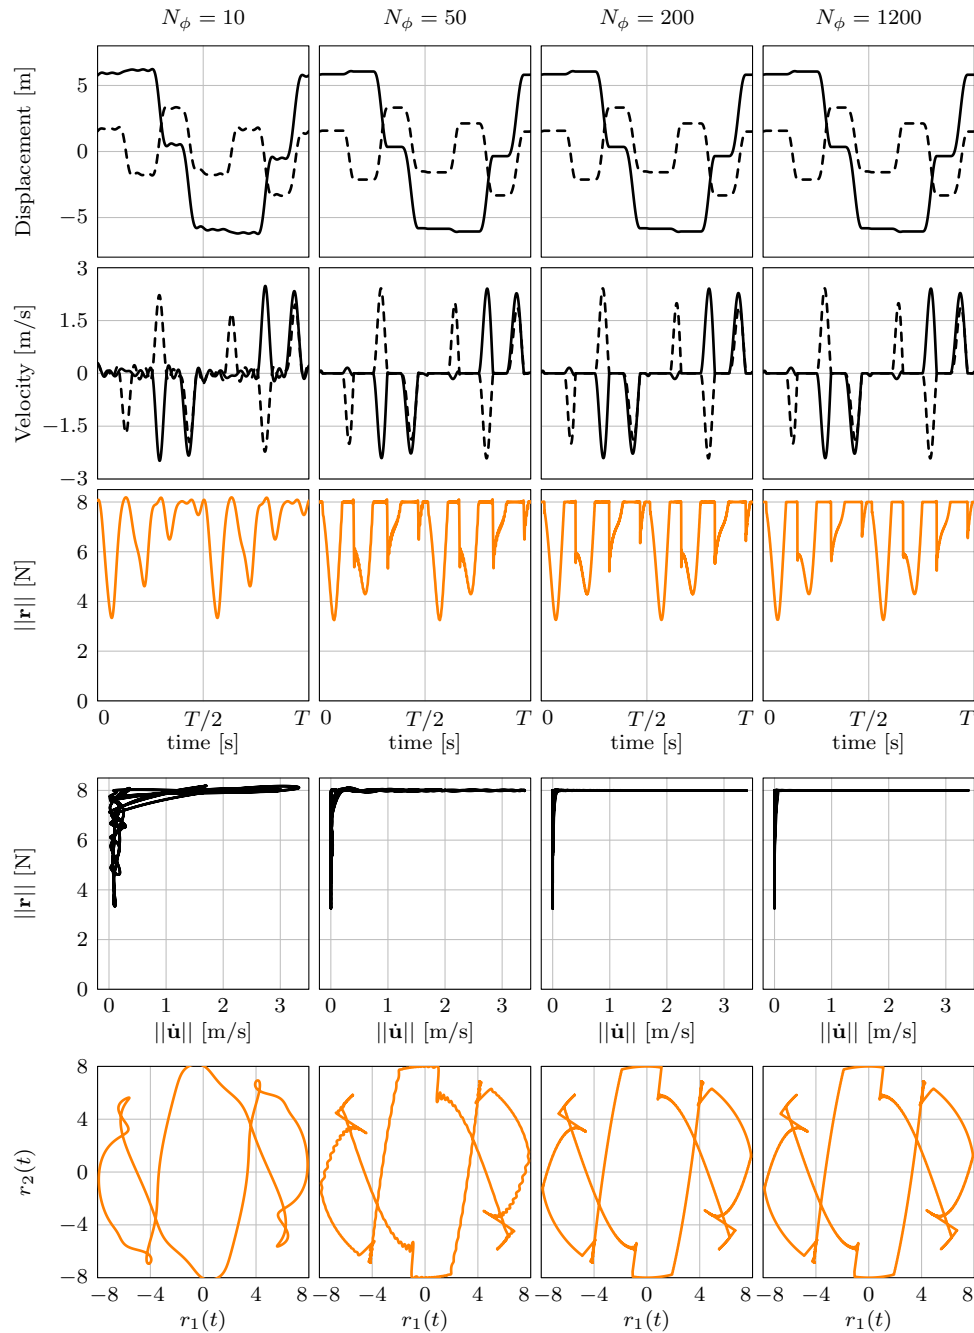 N_ϕ = 10 N_ϕ = 50 N_ϕ = 200 N_ϕ = 1200
Displacement [m]
5
0
−5
Velocity [m/s]
3
1.5
0
−1.5
−3
||r|| [N]
8
6
4
2
0
0 T/2 T 0 T/2 T 0 T/2 T 0 T/2 T
time [s] time [s] time [s] time [s]
||r|| [N]
8
6
4
2
0
0 1 2 3 0 1 2 3 0 1 2 3 0 1 2 3
||u̇|| [m/s] ||u̇|| [m/s] ||u̇|| [m/s] ||u̇|| [m/s]
r₂(t)
8
4
0
−4
−8
−8 −4 0 4 8 −8 −4 0 4 8 −8 −4 0 4 8 −8 −4 0 4 8
r₁(t) r₁(t) r₁(t) r₁(t)